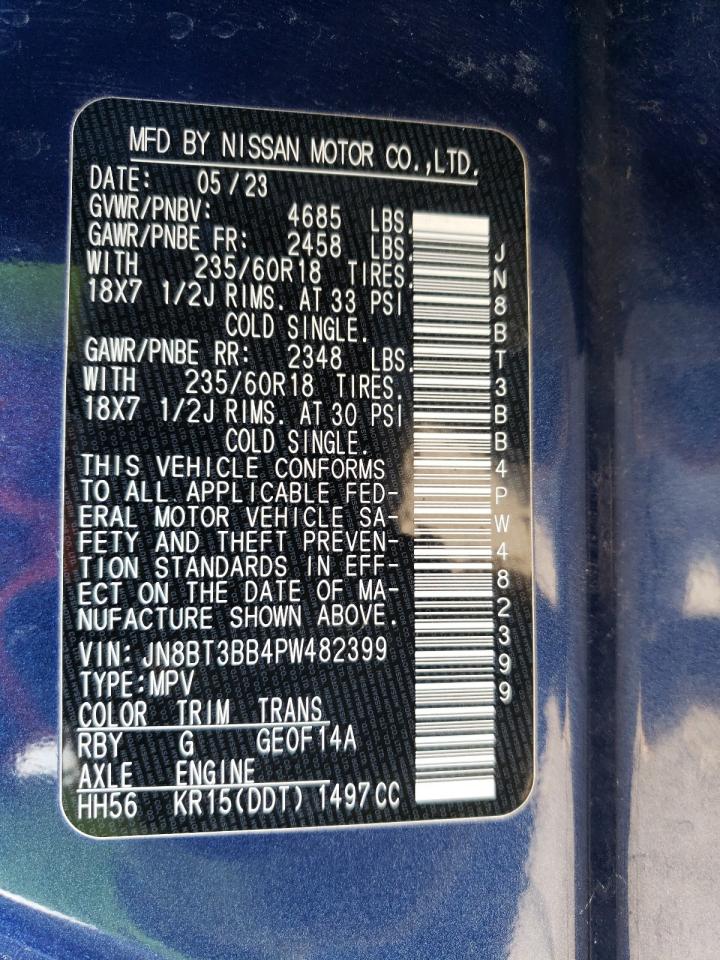 MFD BY NISSAN MOTOR CO.,LTD.
DATE: 05/23
GVWR/PNBV: 4685 LBS.
GAWR/PNBE FR: 2458 LBS.
WITH 235/60R18 TIRES.
18X7 1/2J RIMS. AT 33 PSI
COLD SINGLE.
GAWR/PNBE RR: 2348 LBS.
WITH 235/60R18 TIRES.
18X7 1/2J RIMS. AT 30 PSI
COLD SINGLE.
THIS VEHICLE CONFORMS
TO ALL APPLICABLE FED-
ERAL MOTOR VEHICLE SA-
FETY AND THEFT PREVEN-
TION STANDARDS IN EFF-
ECT ON THE DATE OF MA-
NUFACTURE SHOWN ABOVE.
VIN: JN8BT3BB4PW482399
TYPE:MPV
COLOR TRIM TRANS
RBY G GE0F14A
AXLE ENGINE
HH56 KR15(DDT) 1497CC
JN8BT3BB4PW482399